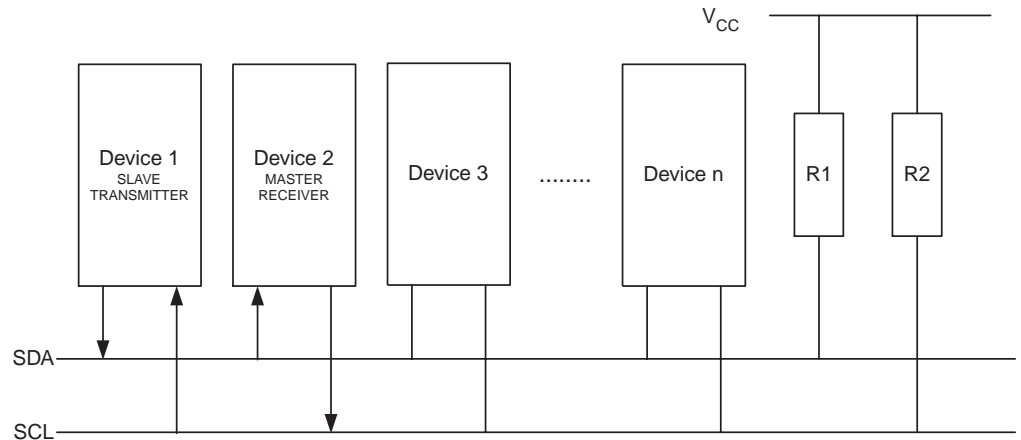 VCC
Device 1
SLAVE
TRANSMITTER
Device 2
MASTER
RECEIVER
Device 3
........
Device n
R1
R2
SDA
SCL